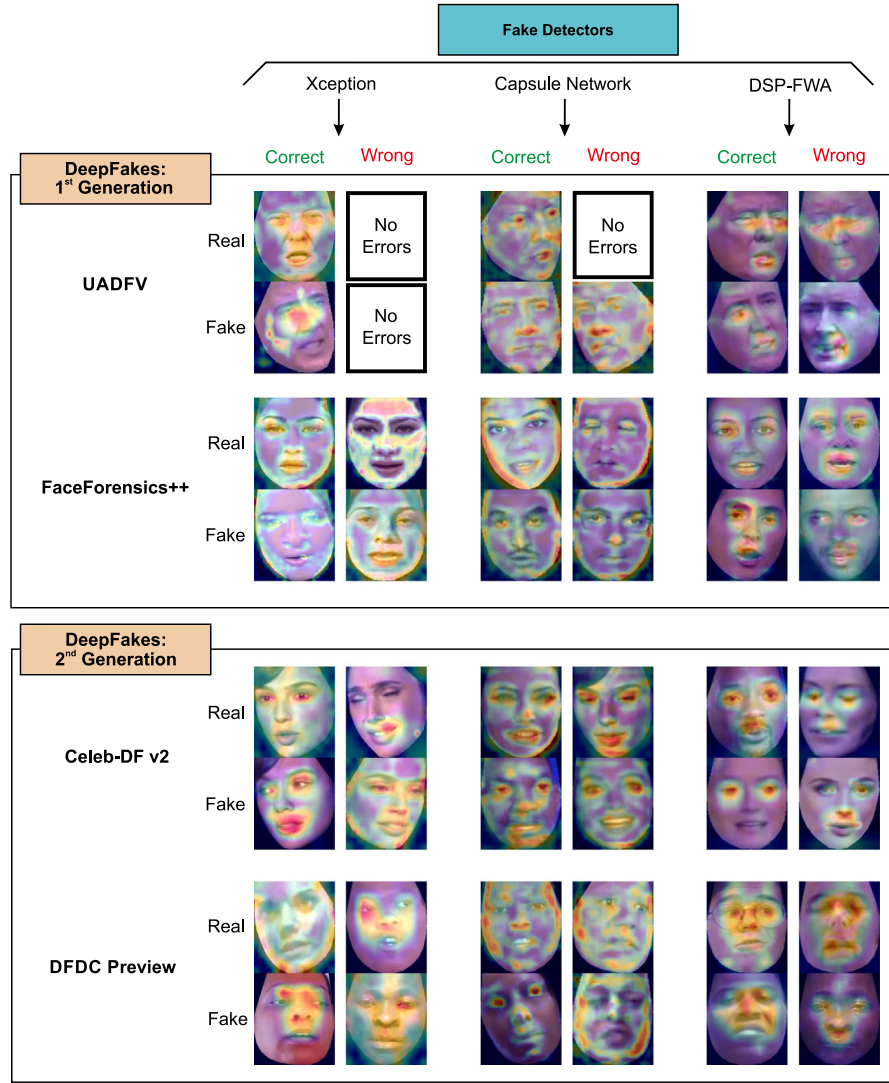 Fake Detectors
Xception
Capsule Network
DSP-FWA
Correct
Wrong
Correct
Wrong
Correct
Wrong
DeepFakes:
1st Generation
Real
No
Errors
No
Errors
UADFV
Fake
No
Errors
Real
FaceForensics++
Fake
DeepFakes:
2nd Generation
Real
Celeb-DF v2
Fake
Real
DFDC Preview
Fake